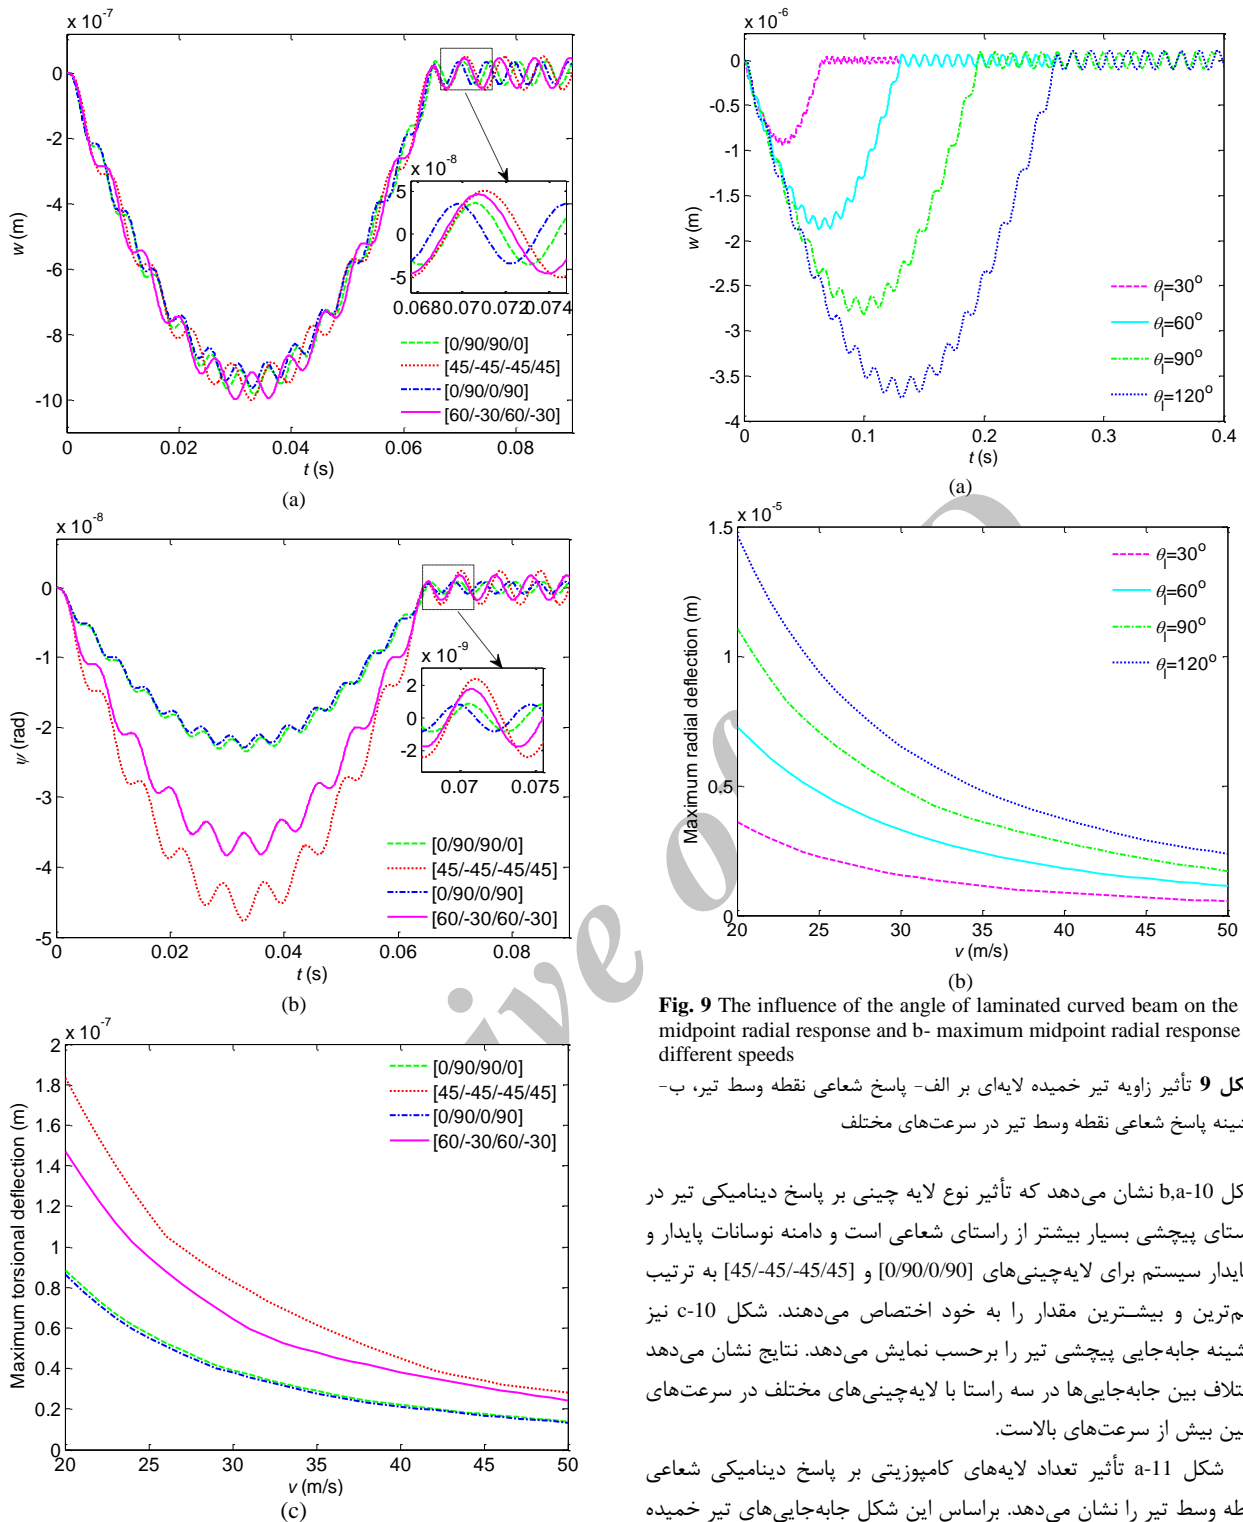 x 10⁻⁷
0
-2
-4
-6
-8
-10
w (m)
0 0.02 0.04 0.06 0.08
t (s)
x 10⁻⁸
5
0
-5
0.068 0.070 0.072 0.074
[0/90/90/0]
[45/-45/-45/45]
[0/90/0/90]
[60/-30/60/-30]
(a)
x 10⁻⁸
0
-1
-2
-3
-4
-5
ψ (rad)
0 0.02 0.04 0.06 0.08
t (s)
x 10⁻⁹
2
0
-2
0.07 0.075
[0/90/90/0]
[45/-45/-45/45]
[0/90/0/90]
[60/-30/60/-30]
(b)
x 10⁻⁷
2
1.8
1.6
1.4
1.2
1
0.8
0.6
0.4
0.2
0
Maximum torsional deflection (m)
20 25 30 35 40 45 50
v (m/s)
[0/90/90/0]
[45/-45/-45/45]
[0/90/0/90]
[60/-30/60/-30]
(c)
x 10⁻⁶
0
-0.5
-1
-1.5
-2
-2.5
-3
-3.5
-4
w (m)
0 0.1 0.2 0.3 0.4
t (s)
θₗ=30°
θₗ=60°
θₗ=90°
θₗ=120°
(a)
x 10⁻⁵
1.5
1
0.5
0
Maximum radial deflection (m)
20 25 30 35 40 45 50
v (m/s)
θₗ=30°
θₗ=60°
θₗ=90°
θₗ=120°
(b)
Fig. 9 The influence of the angle of laminated curved beam on the
midpoint radial response and b- maximum midpoint radial response
different speeds
کل 9 تأثیر زاویه تیر خمیده لایه‌ای بر الف- پاسخ شعاعی نقطه وسط تیر، ب-
شینه پاسخ شعاعی نقطه وسط تیر در سرعت‌های مختلف
کل 10-b,a نشان می‌دهد که تأثیر نوع لایه چینی بر پاسخ دینامیکی تیر در
ستای پیچشی بسیار بیشتر از راستای شعاعی است و دامنه نوسانات پایدار و
پایدار سیستم برای لایه‌چینی‌های [0/90/0/90] و [45/-45/-45/45] به ترتیب
م‌ترین و بیشترین مقدار را به خود اختصاص می‌دهند. شکل 10-c نیز
شینه جابه‌جایی پیچشی تیر را برحسب نمایش می‌دهد. نتایج نشان می‌دهد
ختلاف بین جابه‌جایی‌ها در سه راستا با لایه‌چینی‌های مختلف در سرعت‌های
یین بیش از سرعت‌های بالاست.
شکل 11-a تأثیر تعداد لایه‌های کامپوزیتی بر پاسخ دینامیکی شعاعی
طه وسط تیر را نشان می‌دهد. براساس این شکل جابه‌جایی‌های تیر خمیده
ive of